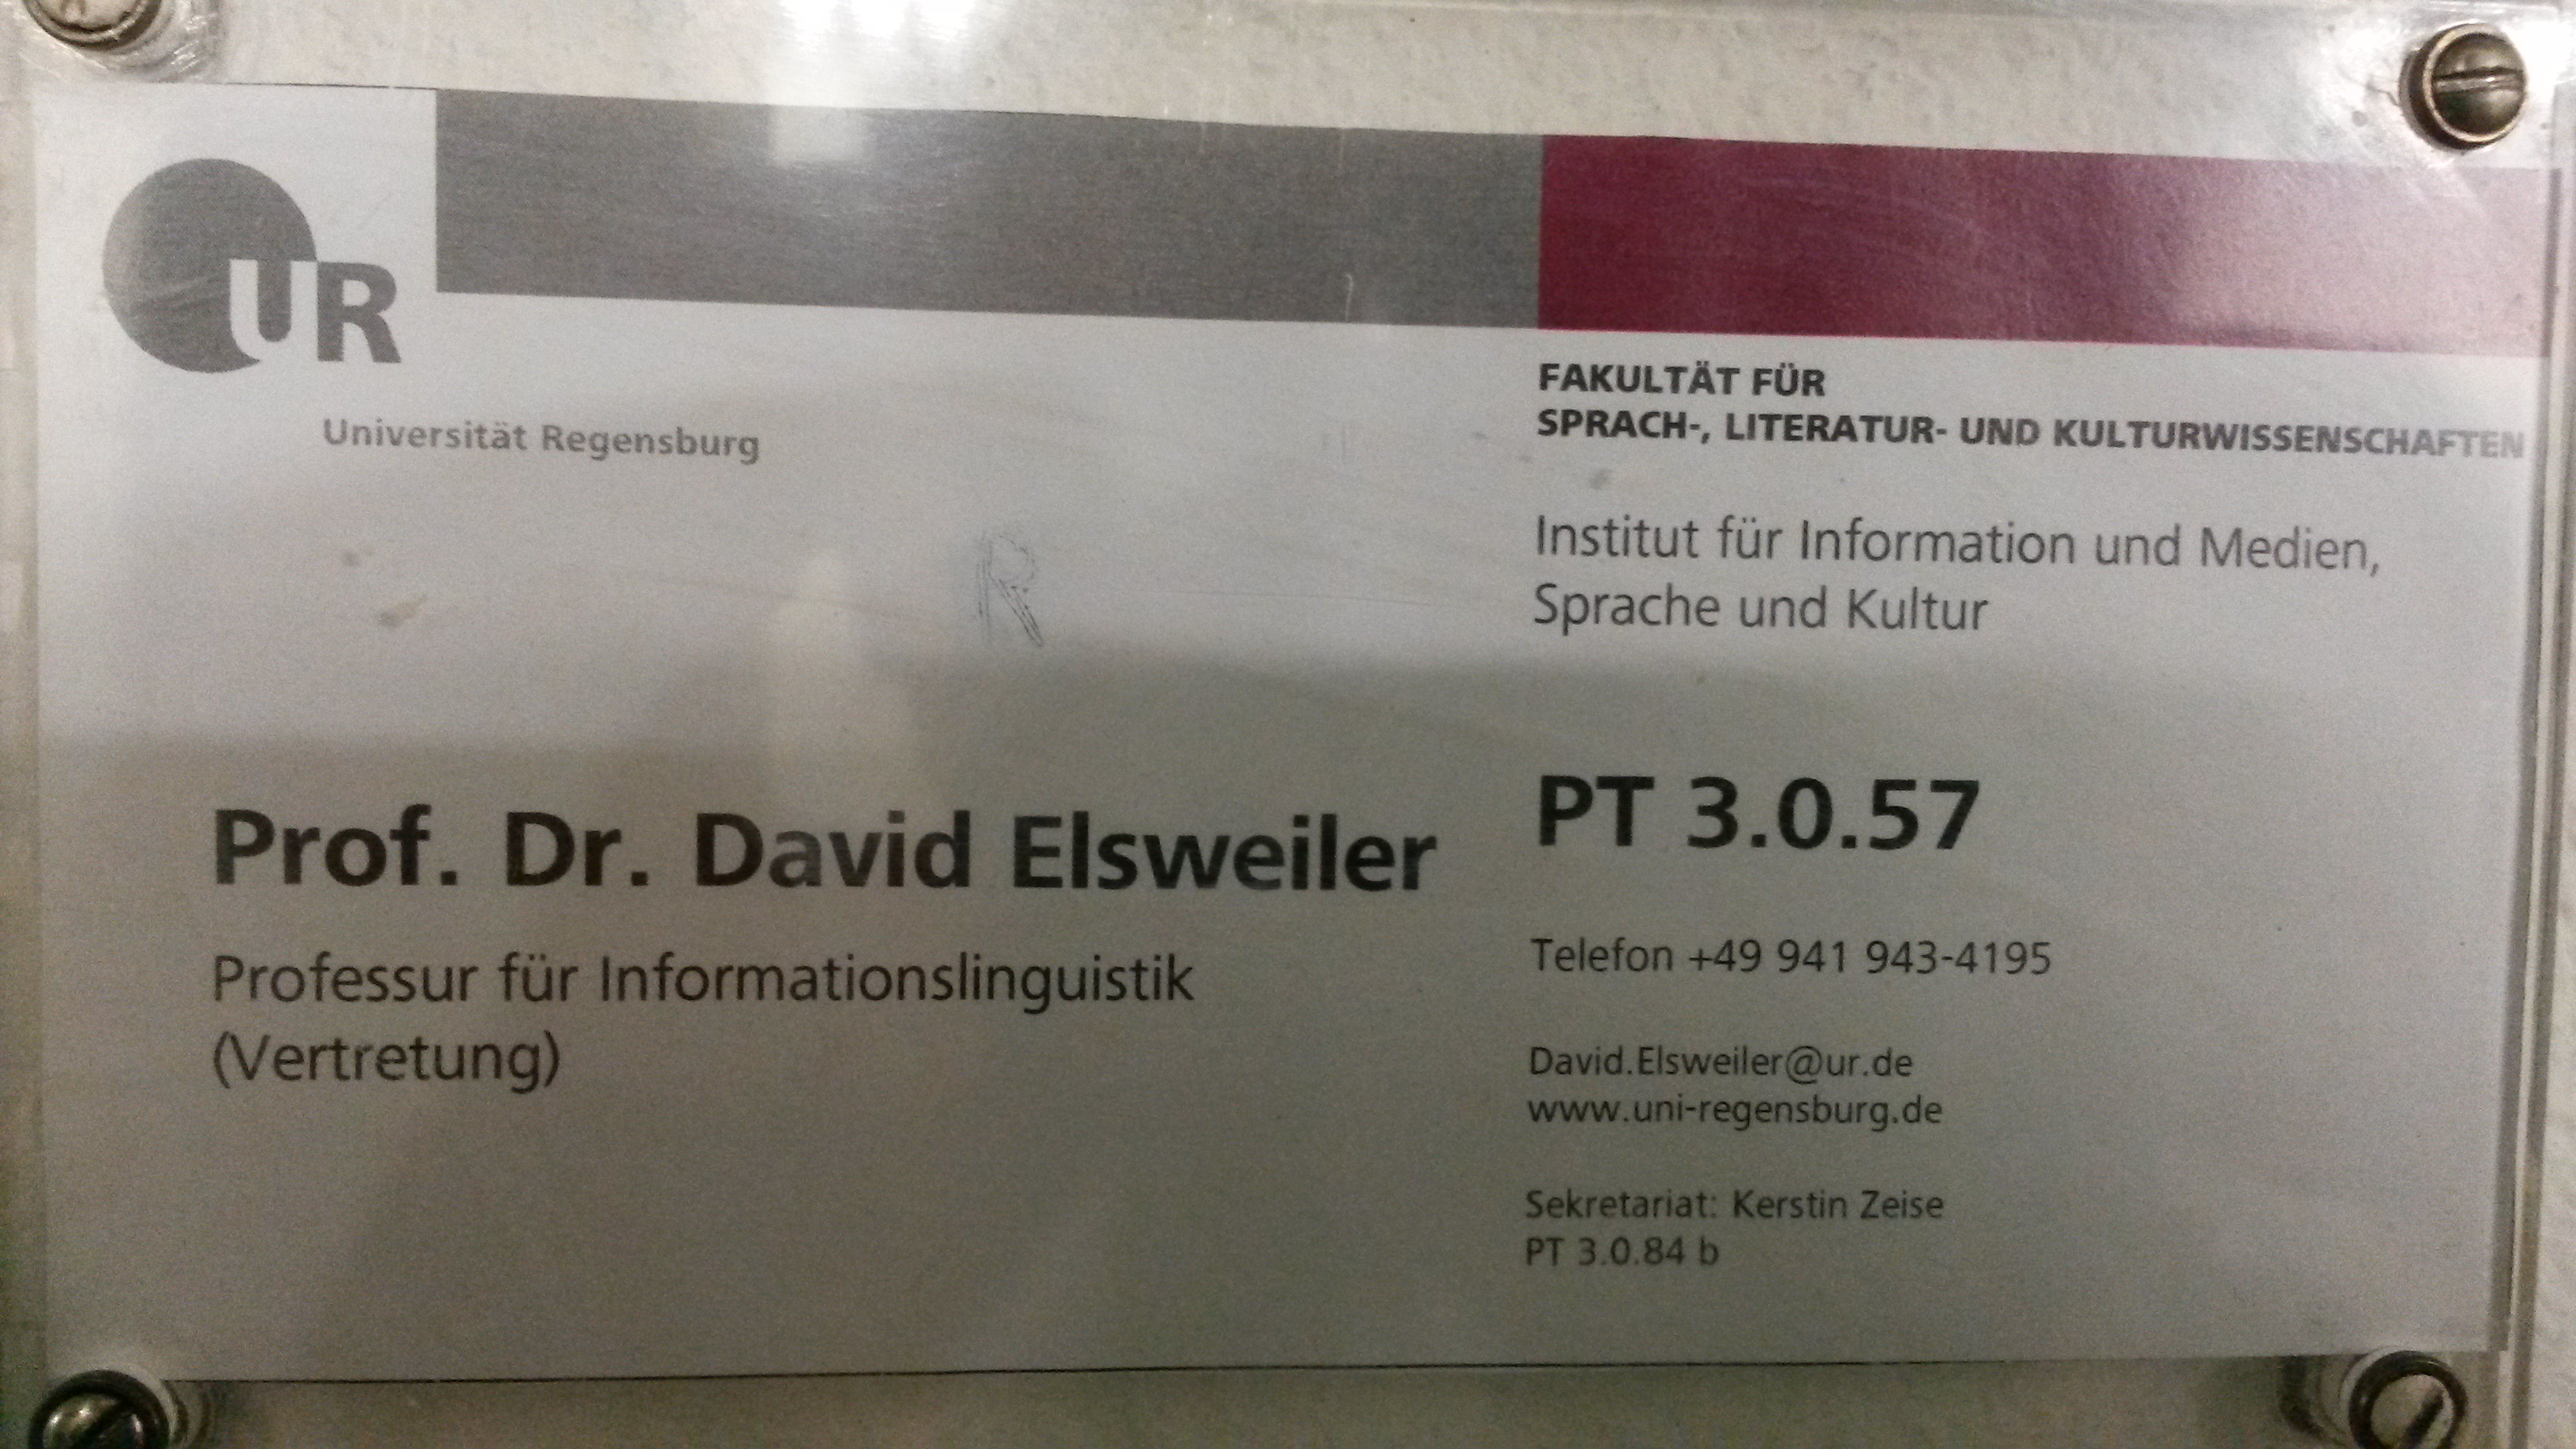 UR
Universität Regensburg
FAKULTÄT FÜR
SPRACH-, LITERATUR- UND KULTURWISSENSCHAFTEN
Institut für Information und Medien,
Sprache und Kultur
R
Prof. Dr. David Elsweiler
Professur für Informationslinguistik
(Vertretung)
PT 3.0.57
Telefon +49 941 943-4195
David.Elsweiler@ur.de
www.uni-regensburg.de
Sekretariat: Kerstin Zeise
PT 3.0.84 b